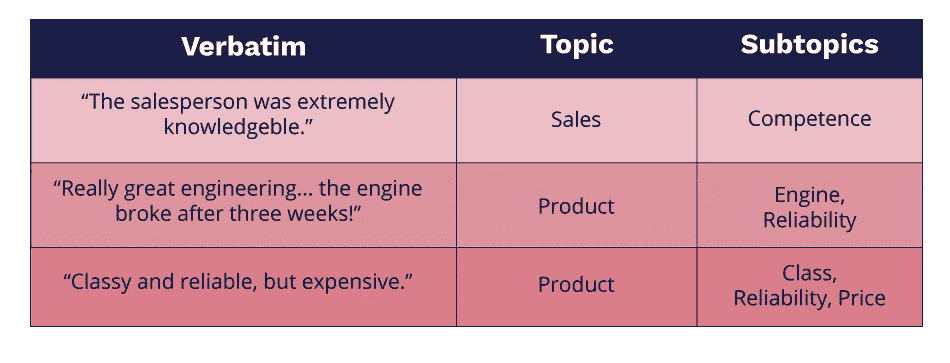 Verbatim Topic Subtopics
“The salesperson was extremely
knowledgeble.”
Sales
Competence
“Really great engineering... the engine
broke after three weeks!”
Product
Engine,
Reliability
“Classy and reliable, but expensive.”
Product
Class,
Reliability, Price